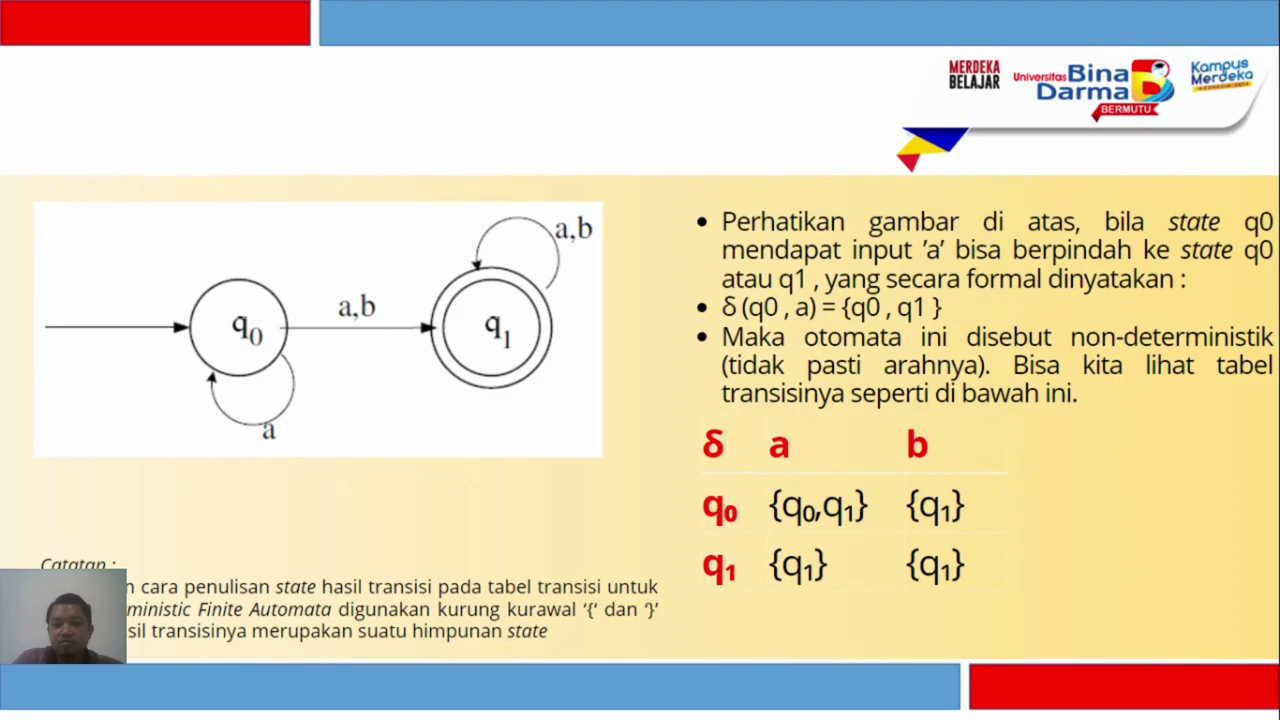 MERDEKA
BELAJAR
Universitas Bina
Darma
BERMUTU
Kampus
Merdeka
INDONESIA JAYA
a,b
a,b
q0
q1
a
• Perhatikan gambar di atas, bila state q0
mendapat input ’a’ bisa berpindah ke state q0
atau q1 , yang secara formal dinyatakan :
• δ (q0 , a) = {q0 , q1 }
• Maka otomata ini disebut non-deterministik
(tidak pasti arahnya). Bisa kita lihat tabel
transisinya seperti di bawah ini.
δ a b
q₀ {q₀,q₁} {q₁}
q₁ {q₁} {q₁}
Catatan :
cara penulisan state hasil transisi pada tabel transisi untuk
Finite Automata digunakan kurung kurawal ‘{‘ dan ‘}’
transisinya merupakan suatu himpunan state